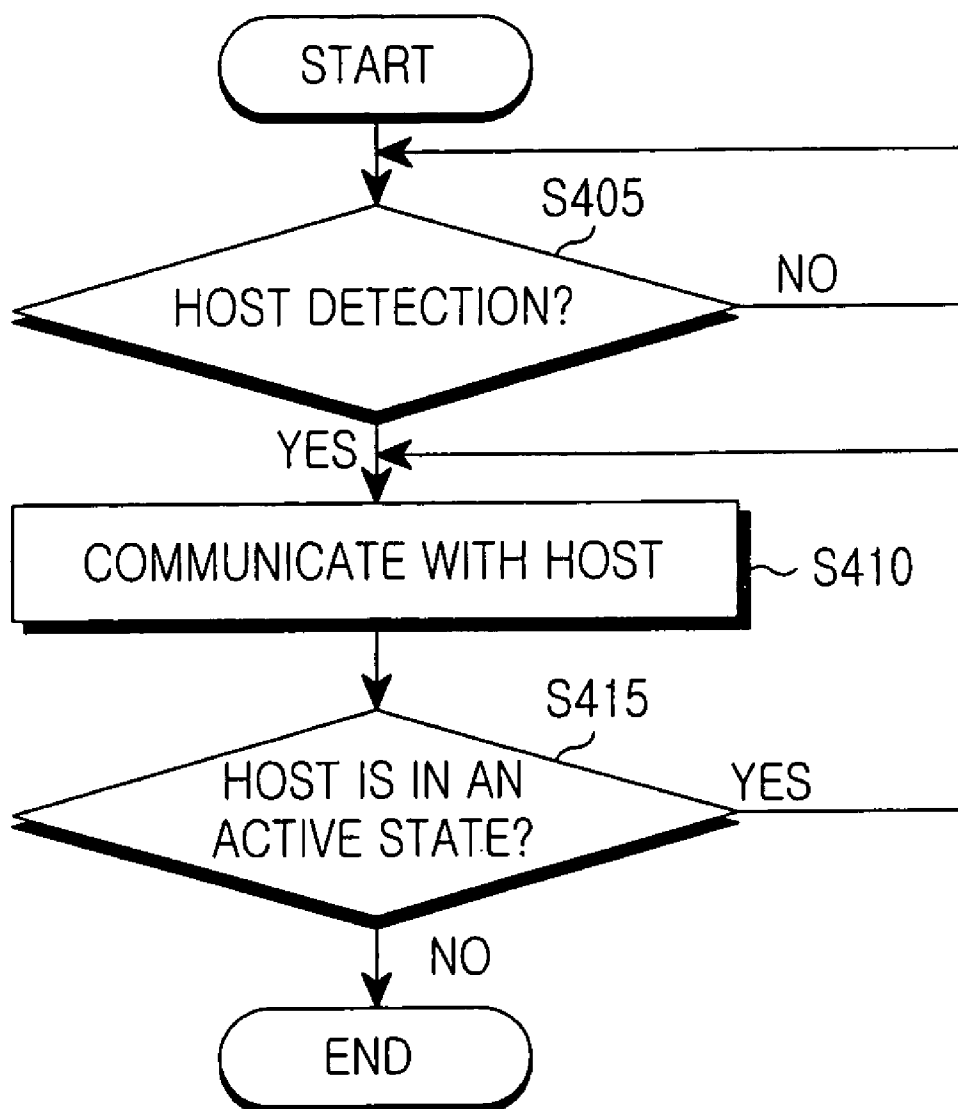 START
S405
HOST DETECTION?
NO
YES
COMMUNICATE WITH HOST
S410
S415
HOST IS IN AN
ACTIVE STATE?
YES
NO
END